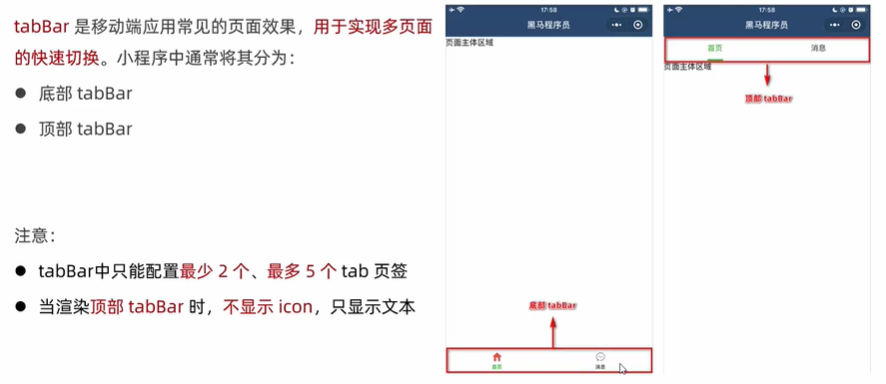 tabBar 是移动端应用常见的页面效果，用于实现多页面
的快速切换。小程序中通常将其分为：
● 底部 tabBar
● 顶部 tabBar
注意：
● tabBar中只能配置最少 2 个、最多 5 个 tab 页签
● 当渲染顶部 tabBar 时，不显示 icon，只显示文本
17:58
黑马程序员
页面主体区域
底部 tabBar
首页
消息
17:58
黑马程序员
首页
消息
页面主体区域
顶部 tabBar